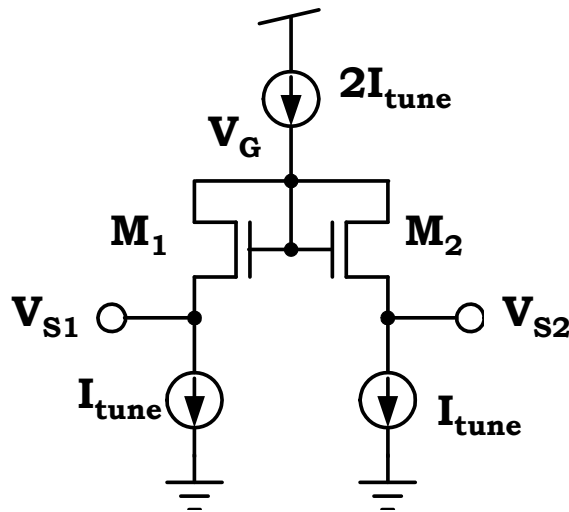 2I_tune
V_G
M_1
M_2
V_S1
V_S2
I_tune
I_tune